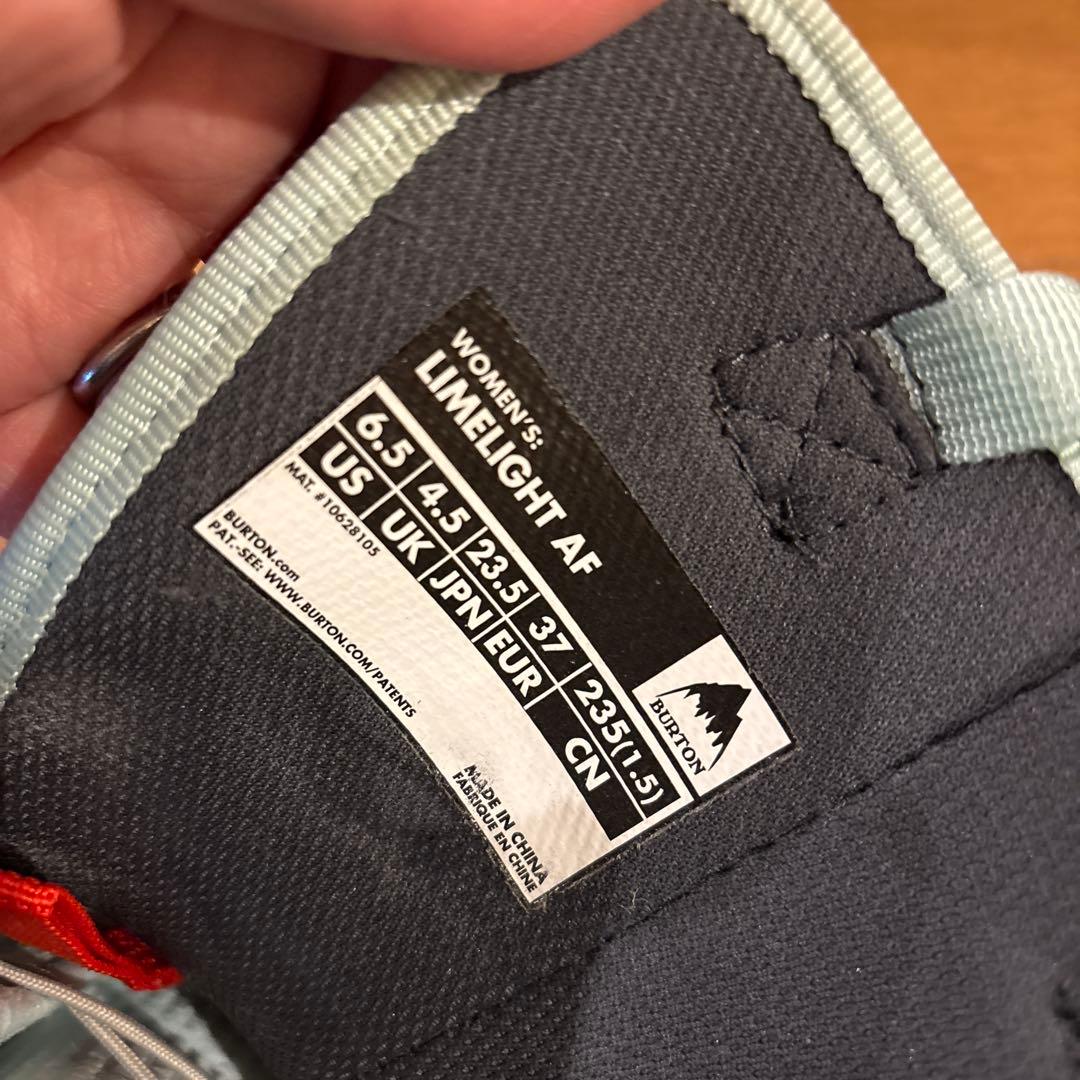 WOMEN'S:
LIMELIGHT AF
6.5 4.5 23.5 37 235(1.5)
US UK JPN EUR CN
MAT. #10628105
BURTON.com
PAT.-SEE: WWW.BURTON.COM/PATENTS
MADE IN CHINA
FABRIQUE EN CHINE
BURTON